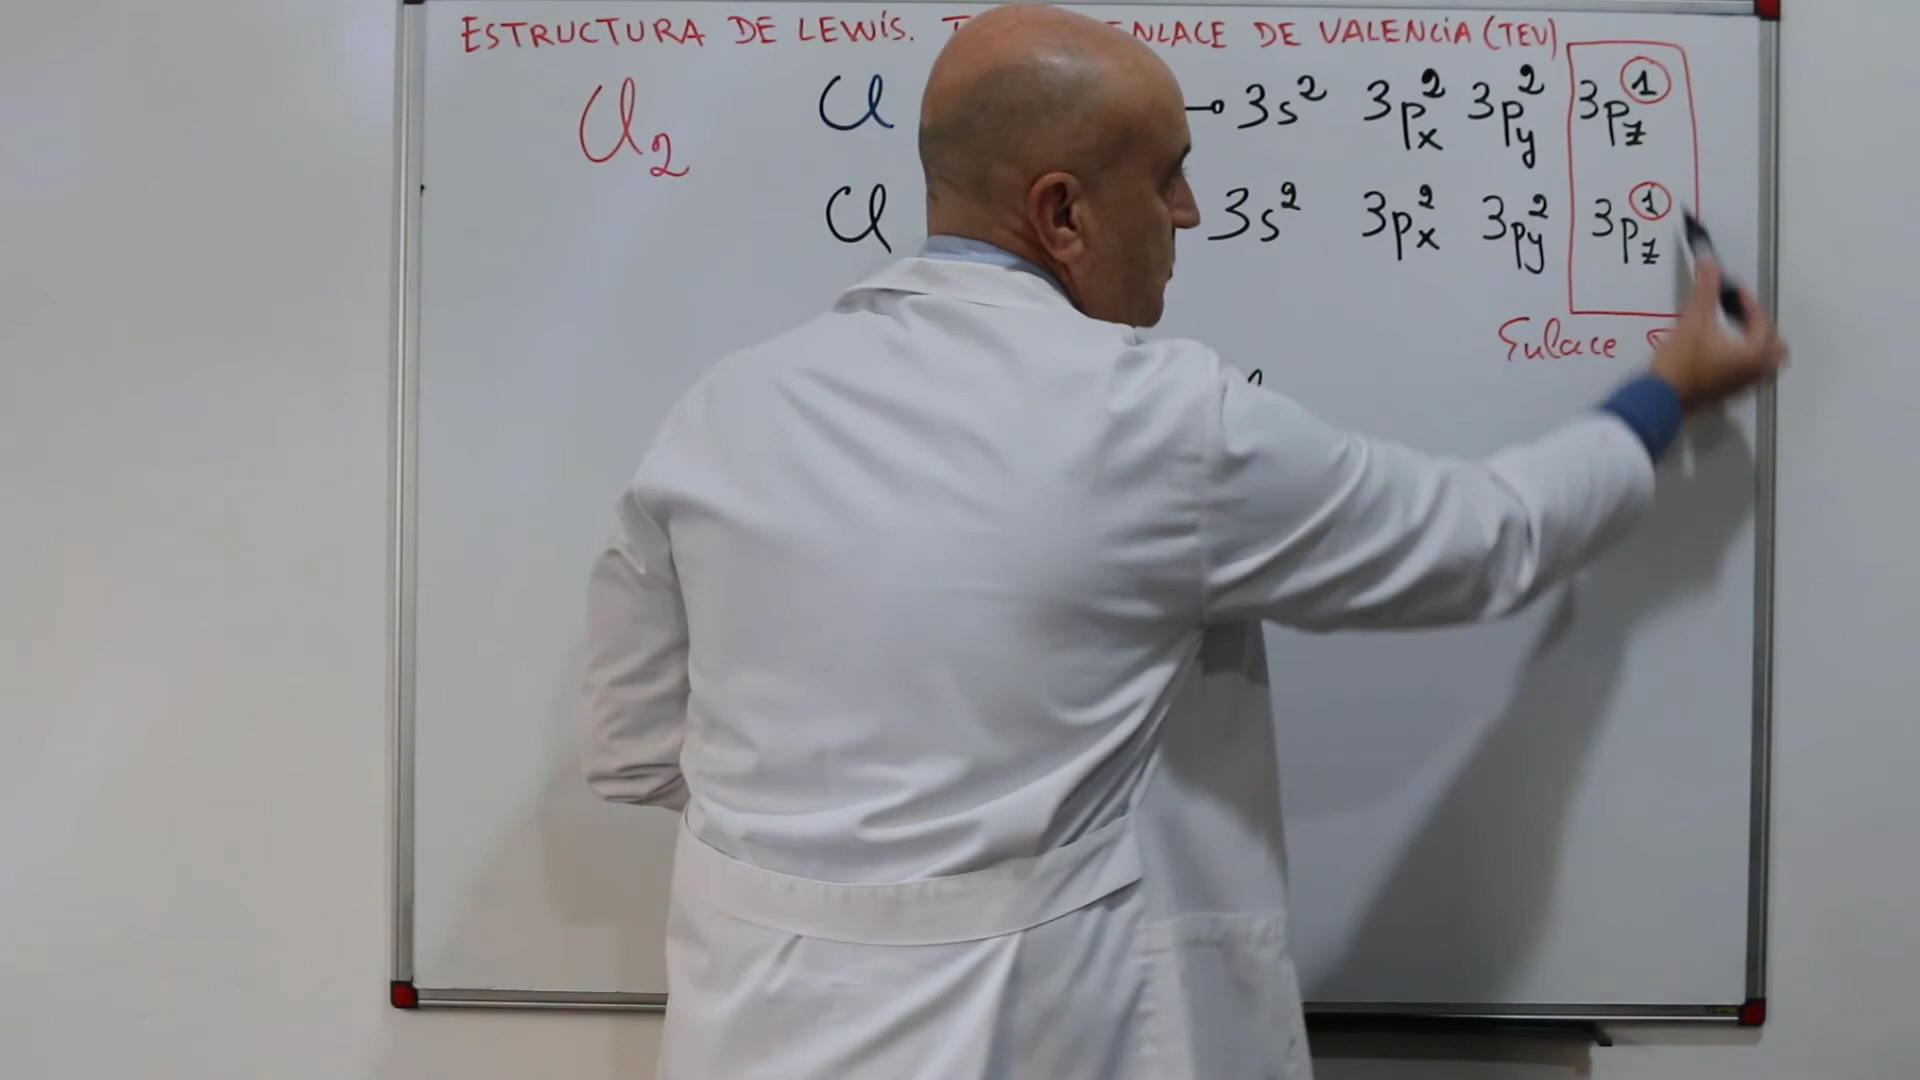 ESTRUCTURA DE LEWIS. ENLACE DE VALENCIA (TEV)
Cl₂ Cl 3s² 3px² 3py² 3pz¹
Cl 3s² 3px² 3py² 3pz¹
Enlace